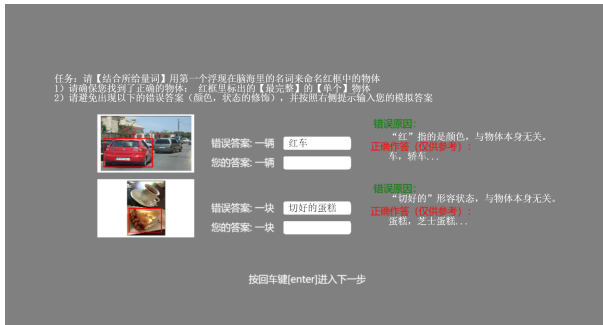 任务：请【结合所给量词】用第一个浮现在脑海里的名词来命名红框中的物体
1）请确保您找到了正确的物体： 红框里标出的【最完整】的【单个】物体
2）请避免出现以下的错误答案（颜色，状态的修饰），并按照右侧提示输入您的模拟答案
错误原因：
错误答案: 一辆 红车
“红”指的是颜色，与物体本身无关。
正确作答（仅供参考）：
您的答案: 一辆
车，轿车...
错误原因：
错误答案: 一块 切好的蛋糕
“切好的”形容状态，与物体本身无关。
正确作答（仅供参考）：
您的答案: 一块
蛋糕，芝士蛋糕...
按回车键[enter]进入下一步